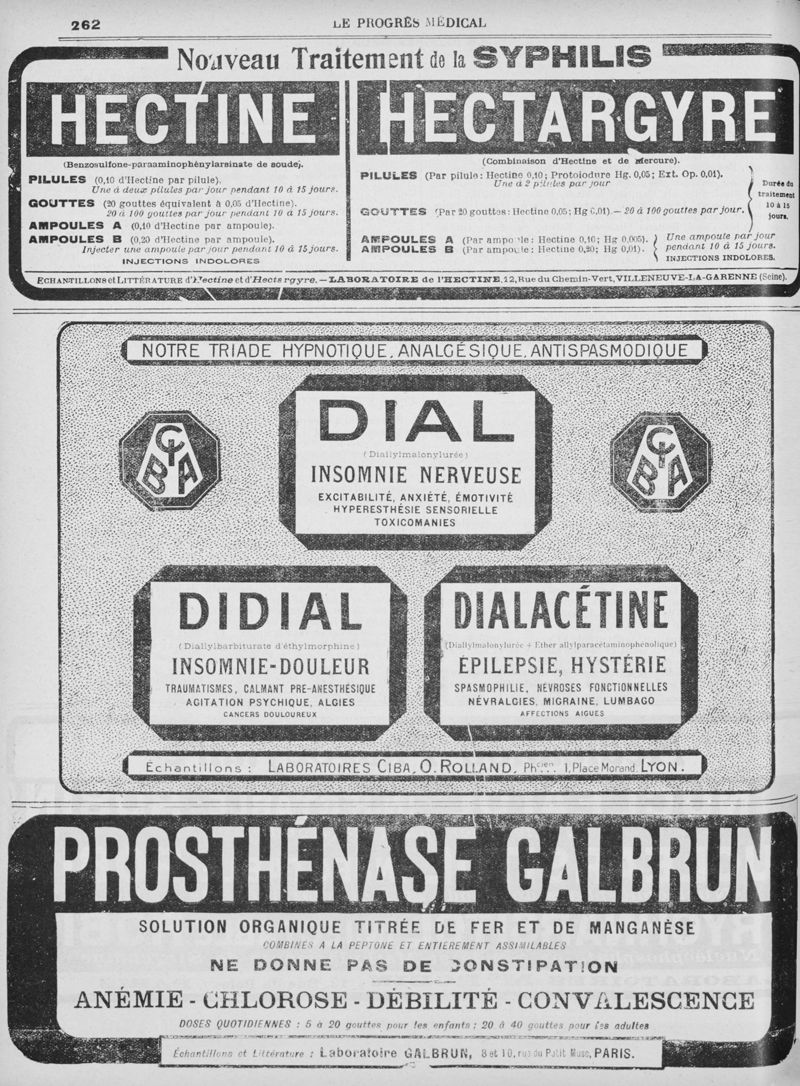 262
LE PROGRÈS MÉDICAL
Nouveau Traitement de la SYPHILIS
HECTINE
(Benzosulfone-paraaminophénylarsinate de soude).
PILULES (0,10 d'Hectine par pilule).
Une à deux pilules par jour pendant 10 à 15 jours.
GOUTTES (20 gouttes équivalent à 0,05 d'Hectine).
20 à 100 gouttes par jour pendant 10 à 15 jours.
AMPOULES A (0,10 d'Hectine par ampoule).
AMPOULES B (0,20 d'Hectine par ampoule).
Injecter une ampoule par jour pendant 10 à 15 jours.
INJECTIONS INDOLORES
HECTARGYRE
(Combinaison d'Hectine et de Mercure).
PILULES (Par pilule: Hectine 0,10; Protoiodure Hg. 0,05; Ext. Op. 0,01).
Une à 2 pilules par jour
GOUTTES (Par 20 gouttes: Hectine 0,05; Hg 0,01). — 20 à 100 gouttes par jour.
Durée du
traitement
10 à 15
jours.
AMPOULES A (Par ampoule: Hectine 0,10; Hg 0,005).
AMPOULES B (Par ampoule: Hectine 0,20; Hg 0,01).
Une ampoule par jour
pendant 10 à 15 jours.
INJECTIONS INDOLORES.
ECHANTILLONS et LITTÉRATURE d'Hectine et d'Hectargyre. — LABORATOIRE de l'HECTINE, 12, Rue du Chemin-Vert, VILLENEUVE-LA-GARENNE (Seine).
NOTRE TRIADE HYPNOTIQUE, ANALGÉSIQUE, ANTISPASMODIQUE
DIAL
(Diallylmalonylurée)
INSOMNIE NERVEUSE
EXCITABILITÉ, ANXIÉTÉ, ÉMOTIVITÉ
HYPERESTHÉSIE SENSORIELLE
TOXICOMANIES
CIBA
CIBA
DIDIAL
(Diallylbarbiturate d'éthylmorphine)
INSOMNIE-DOULEUR
TRAUMATISMES, CALMANT PRÉ-ANESTHÉSIQUE
AGITATION PSYCHIQUE, ALGIES
CANCERS DOULOUREUX
DIALACÉTINE
(Diallylmalonylurée + Ether allylparacétaminophénolique)
ÉPILEPSIE, HYSTÉRIE
SPASMOPHILIE, NÉVROSES FONCTIONNELLES
NÉVRALGIES, MIGRAINE, LUMBAGO
AFFECTIONS AIGUES
Échantillons : LABORATOIRES CIBA, O. ROLLAND, Phcien, 1, Place Morand. LYON.
PROSTHÉNASE GALBRUN
SOLUTION ORGANIQUE TITRÉE DE FER ET DE MANGANÈSE
COMBINÉS A LA PEPTONE ET ENTIEREMENT ASSIMILABLES
NE DONNE PAS DE CONSTIPATION
ANÉMIE - CHLOROSE - DÉBILITÉ - CONVALESCENCE
DOSES QUOTIDIENNES : 5 à 20 gouttes pour les enfants ; 20 à 40 gouttes pour les adultes
Échantillons et Littérature : Laboratoire GALBRUN, 8 et 10, rue du Petit Musc, PARIS.